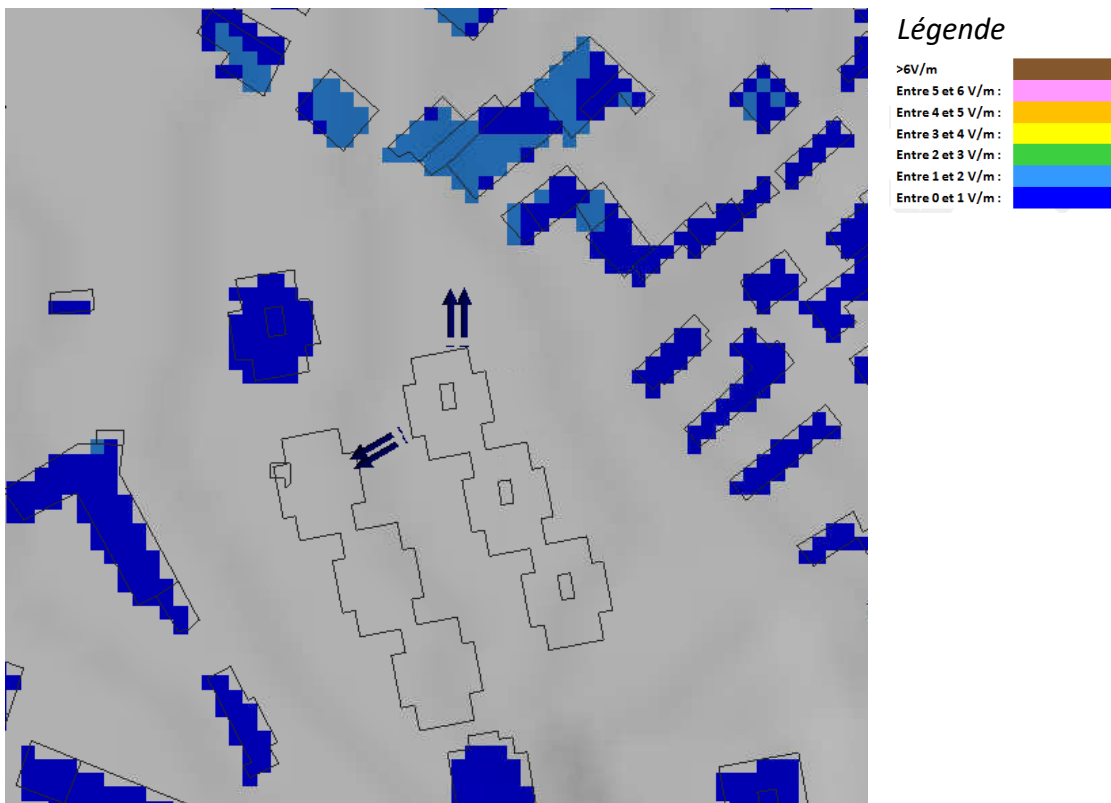 Légende
>6V/m
Entre 5 et 6 V/m :
Entre 4 et 5 V/m :
Entre 3 et 4 V/m :
Entre 2 et 3 V/m :
Entre 1 et 2 V/m :
Entre 0 et 1 V/m :